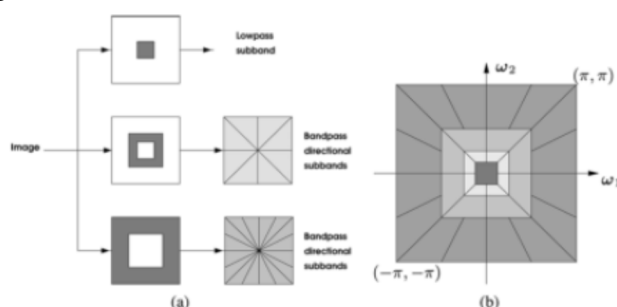 Lowpass
subband
Image
Bandpass
directional
subbands
Bandpass
directional
subbands
(a)
ω₂
(π, π)
ω₁
(−π, −π)
(b)